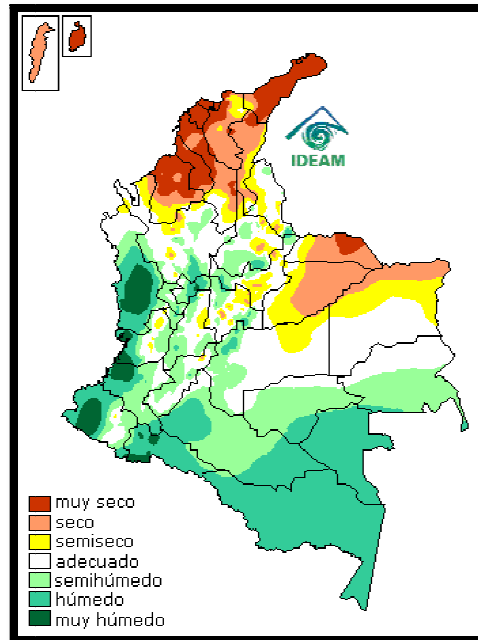 IDEAM
muy seco
seco
semiseco
adecuado
semihúmedo
húmedo
muy húmedo